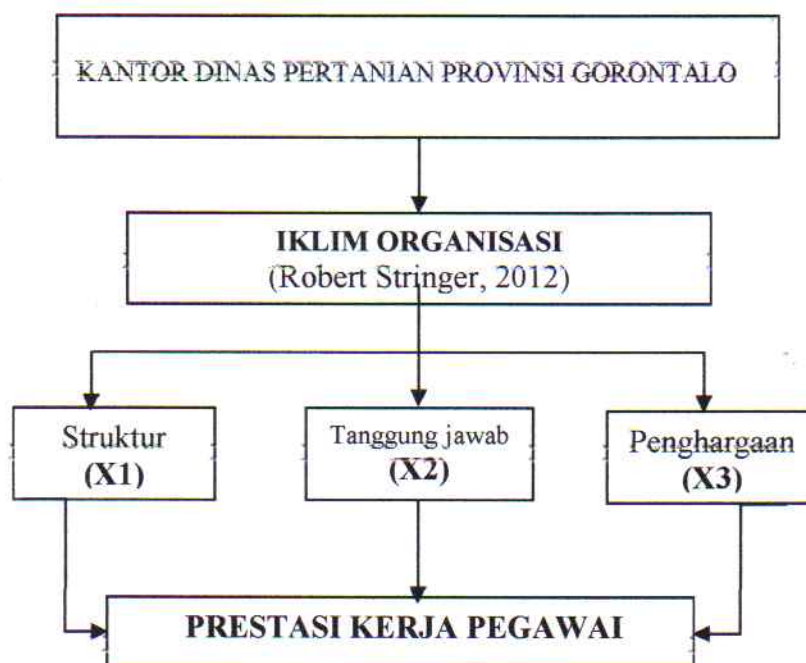 KANTOR DINAS PERTANIAN PROVINSI GORONTALO
IKLIM ORGANISASI
(Robert Stringer, 2012)
Struktur
(X1)
Tanggung jawab
(X2)
Penghargaan
(X3)
PRESTASI KERJA PEGAWAI